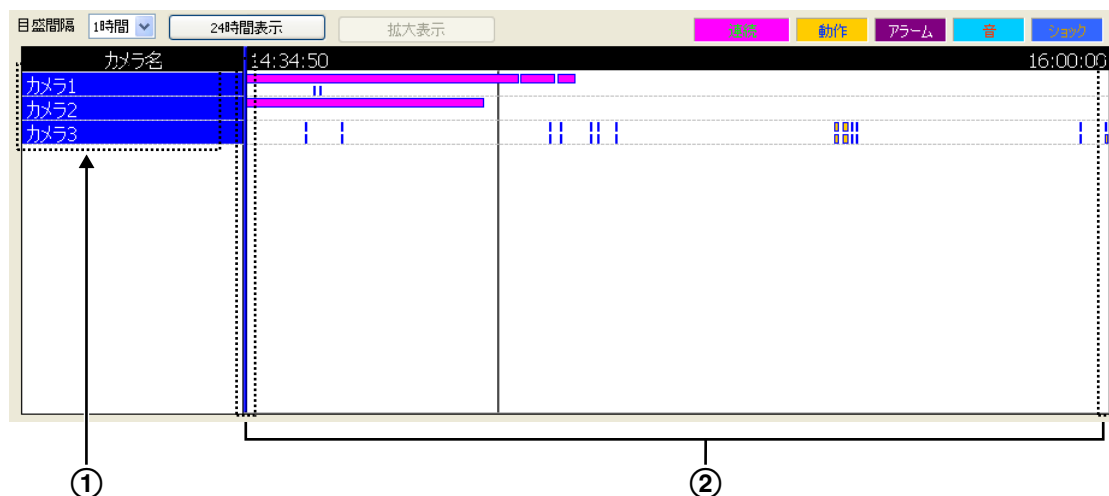 目盛間隔 1時間 24時間表示 拡大表示 連続 動作 アラーム 音 ショック
カメラ名 14:34:50 16:00:00
カメラ1
カメラ2
カメラ3
① ②